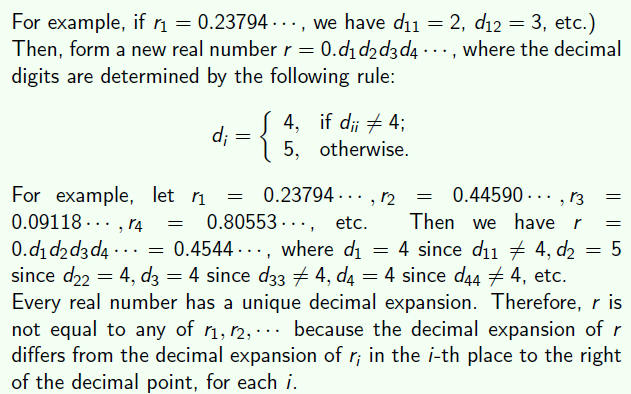 For example, if r₁ = 0.23794⋯, we have d₁₁ = 2, d₁₂ = 3, etc.)
Then, form a new real number r = 0.d₁d₂d₃d₄⋯, where the decimal
digits are determined by the following rule:
dᵢ = { 4, if dᵢᵢ ≠ 4;
5, otherwise.
For example, let r₁ = 0.23794⋯, r₂ = 0.44590⋯, r₃ =
0.09118⋯, r₄ = 0.80553⋯, etc. Then we have r =
0.d₁d₂d₃d₄⋯ = 0.4544⋯, where d₁ = 4 since d₁₁ ≠ 4, d₂ = 5
since d₂₂ = 4, d₃ = 4 since d₃₃ ≠ 4, d₄ = 4 since d₄₄ ≠ 4, etc.
Every real number has a unique decimal expansion. Therefore, r is
not equal to any of r₁, r₂, ⋯ because the decimal expansion of r
differs from the decimal expansion of rᵢ in the i-th place to the right
of the decimal point, for each i.